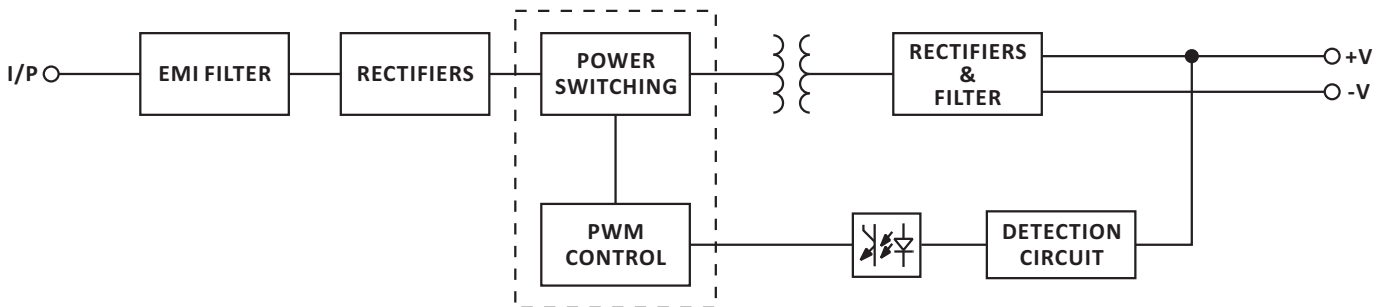 I/P
EMI FILTER
RECTIFIERS
POWER
SWITCHING
RECTIFIERS
&
FILTER
+V
-V
PWM
CONTROL
DETECTION
CIRCUIT